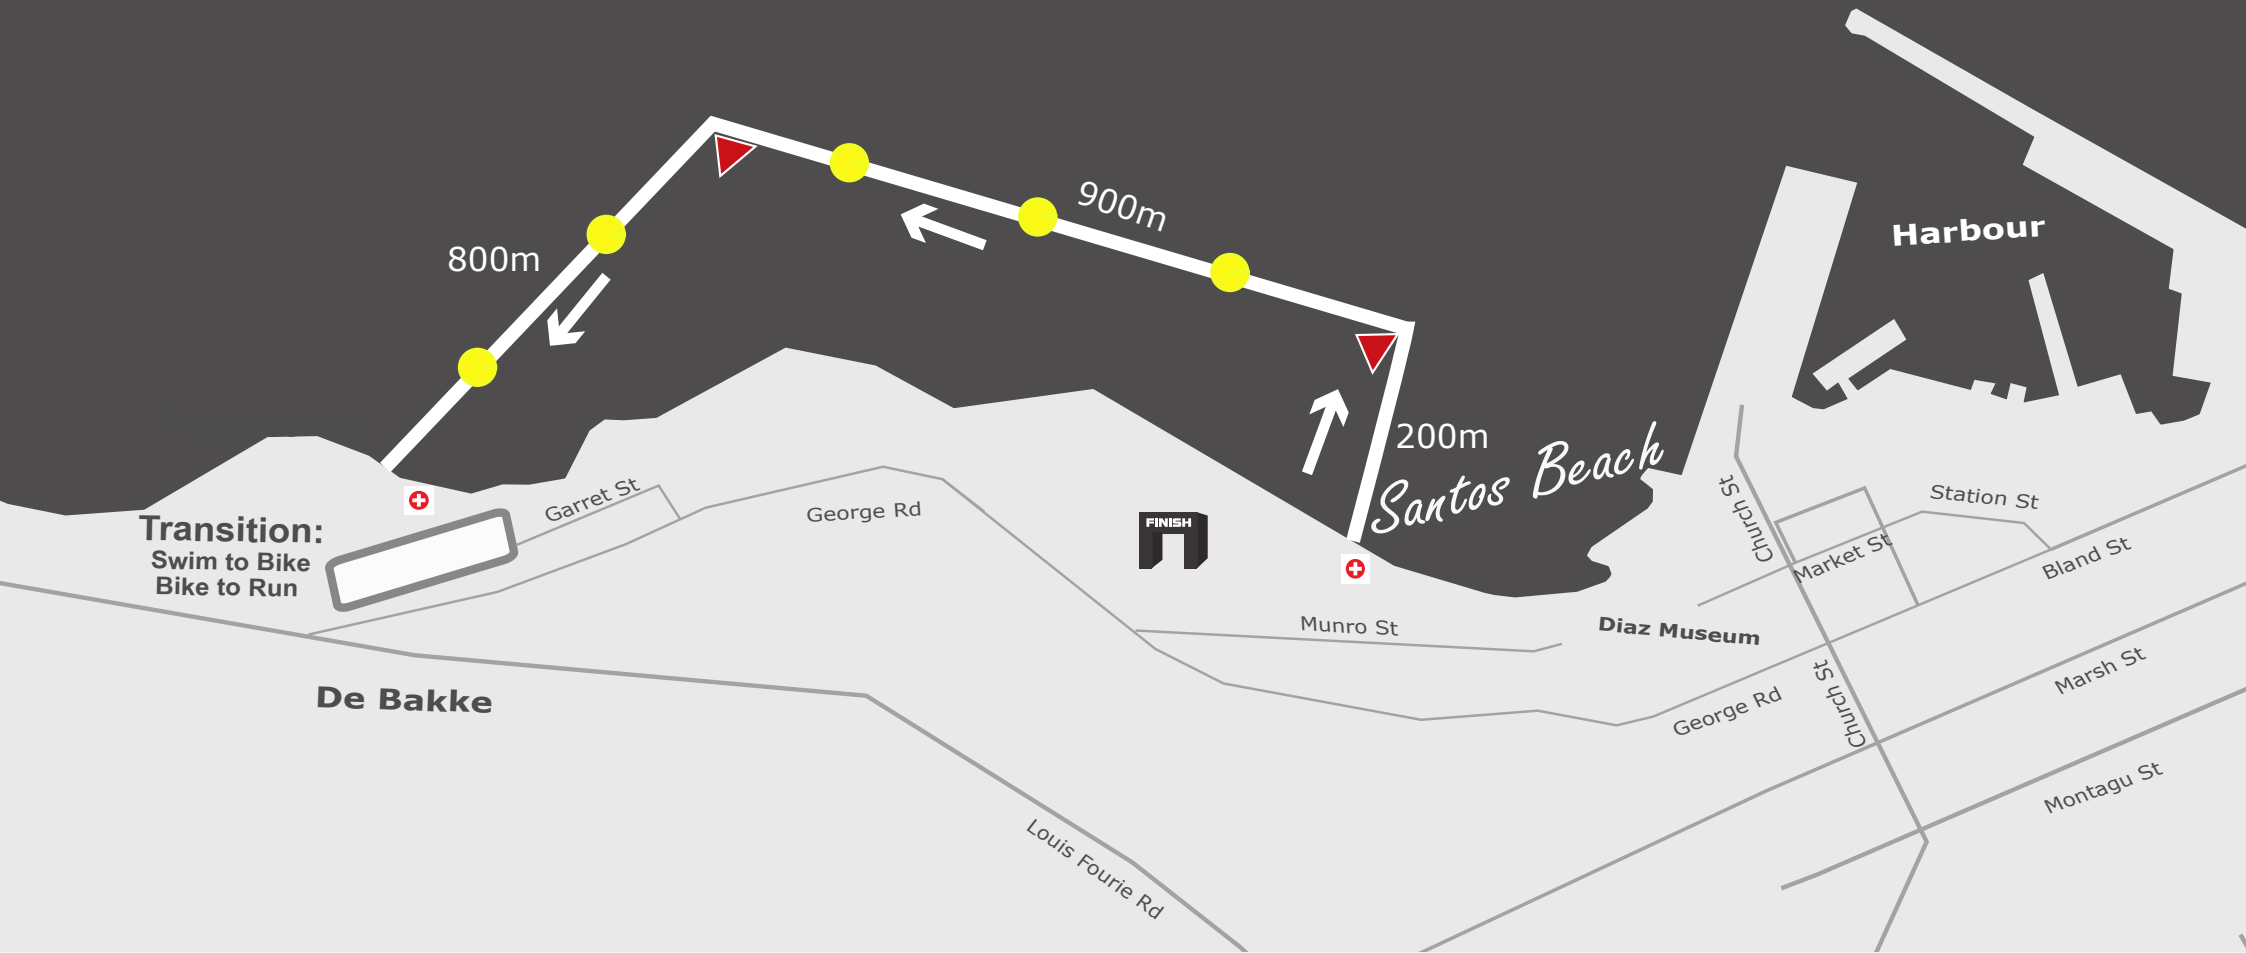 900m
Harbour
800m
200m
Santos Beach
Church St
Station St
Garret St
George Rd
FINISH
Transition:
Swim to Bike
Bike to Run
Market St
Bland St
Munro St
Diaz Museum
De Bakke
George Rd
Church St
Marsh St
Montagu St
Louis Fourie Rd